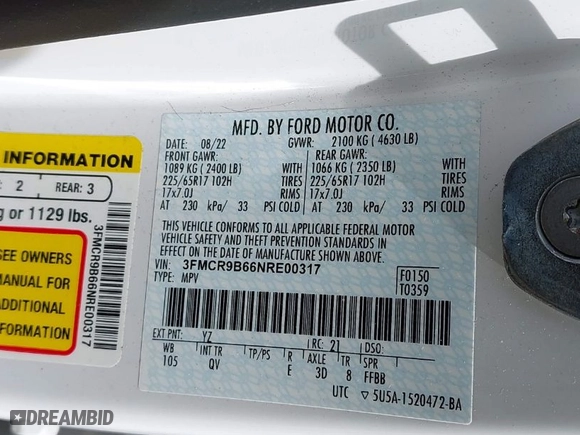 INFORMATION
2 REAR: 3
g or 1129 lbs.
SEE OWNERS
MANUAL FOR
ADDITIONAL
INFORMATION
3FMCR9B66NRE00317
MFD. BY FORD MOTOR CO.
DATE: 08/22 GVWR: 2100 KG ( 4630 LB)
FRONT GAWR: REAR GAWR:
1089 KG ( 2400 LB) WITH 1066 KG ( 2350 LB) WITH
225/65R17 102H TIRES 225/65R17 102H TIRES
17x7.0J RIMS 17x7.0J RIMS
AT 230 kPa/ 33 PSI COLD AT 230 kPa/ 33 PSI COLD
THIS VEHICLE CONFORMS TO ALL APPLICABLE FEDERAL MOTOR
VEHICLE SAFETY AND THEFT PREVENTION STANDARDS IN EFFECT
ON THE DATE OF MANUFACTURE SHOWN ABOVE.
VIN: 3FMCR9B66NRE00317 F0150
TYPE: MPV T0359
EXT PNT: YZ RC: 21 DSO:
WB INT TR TP/PS R AXLE TR SPR
105 QV E 3D 8 FFBB
UTC 5U5A-1520472-BA
DREAMBID